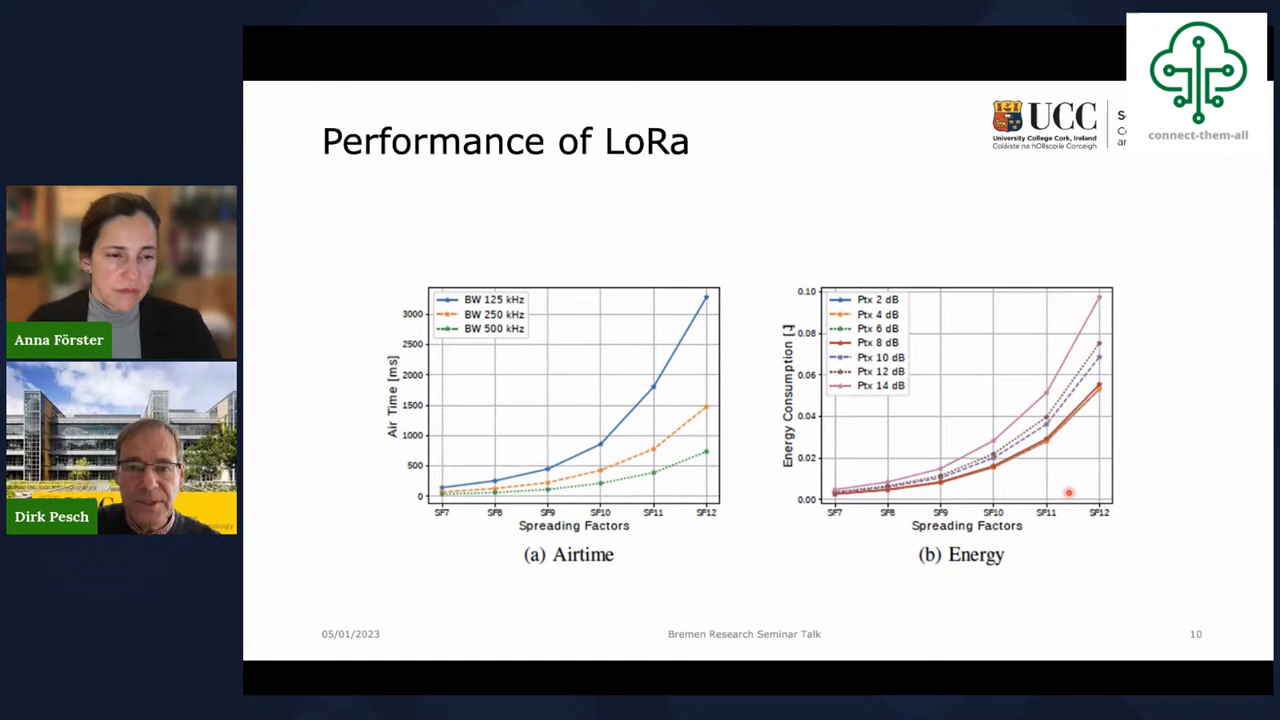 Performance of LoRa
UCC
University College Cork, Ireland
Coláiste na hOllscoile Corcaigh
connect-them-all
Anna Förster
Dirk Pesch
BW 125 kHz
BW 250 kHz
BW 500 kHz
Air Time [ms]
3000
2500
2000
1500
1000
500
0
SF7 SF8 SF9 SF10 SF11 SF12
Spreading Factors
(a) Airtime
Ptx 2 dB
Ptx 4 dB
Ptx 6 dB
Ptx 8 dB
Ptx 10 dB
Ptx 12 dB
Ptx 14 dB
Energy Consumption [J]
0.10
0.08
0.06
0.04
0.02
0.00
SF7 SF8 SF9 SF10 SF11 SF12
Spreading Factors
(b) Energy
05/01/2023
Bremen Research Seminar Talk
10